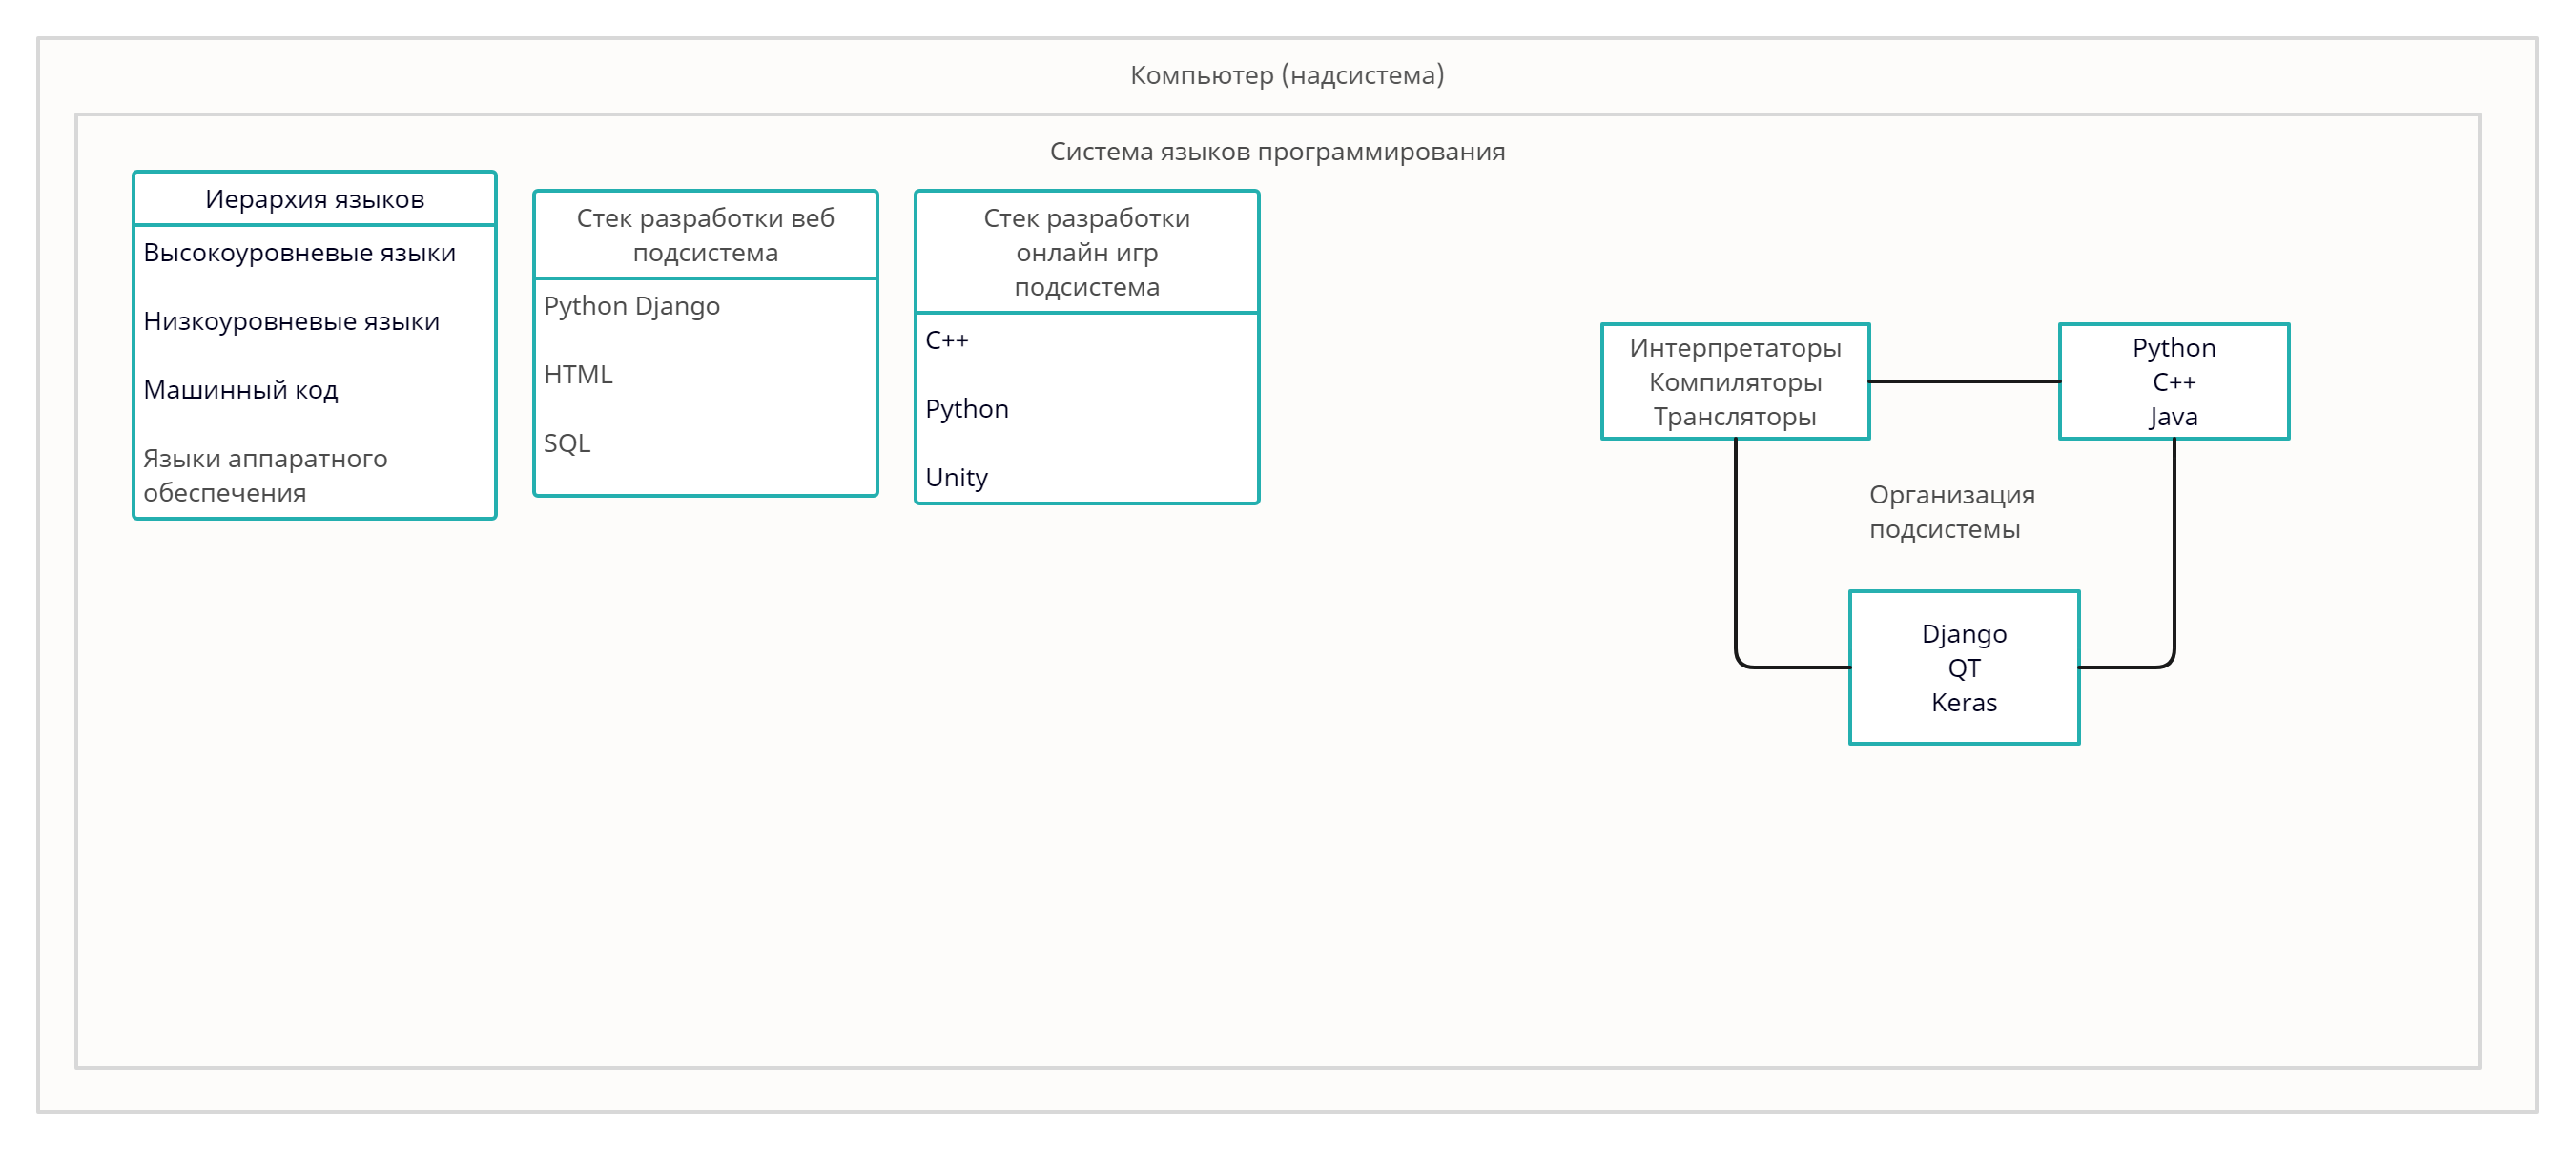 Компьютер (надсистема)
Система языков программирования
Иерархия языков
Высокоуровневые языки
Низкоуровневые языки
Машинный код
Языки аппаратного
обеспечения
Стек разработки веб
подсистема
Python Django
HTML
SQL
Стек разработки
онлайн игр
подсистема
C++
Python
Unity
Интерпретаторы
Компиляторы
Трансляторы
Python
C++
Java
Организация
подсистемы
Django
QT
Keras